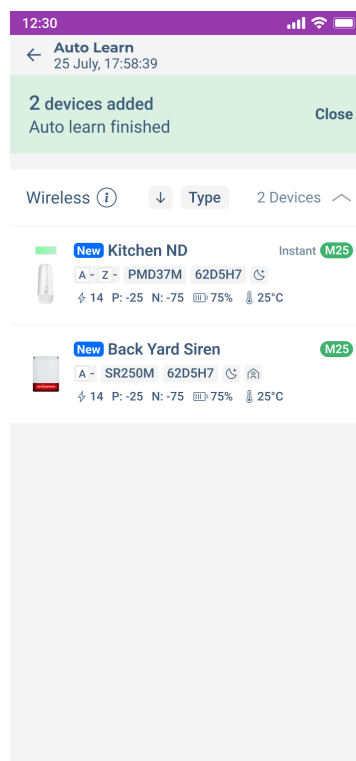 12:30
Auto Learn
25 July, 17:58:39
2 devices added
Auto learn finished
Close
Wireless i
Type
2 Devices
New Kitchen ND
Instant M25
A - Z - PMD37M 62D5H7
14 P: -25 N: -75 75% 25°C
New Back Yard Siren
M25
A - SR250M 62D5H7
14 P: -25 N: -75 75% 25°C